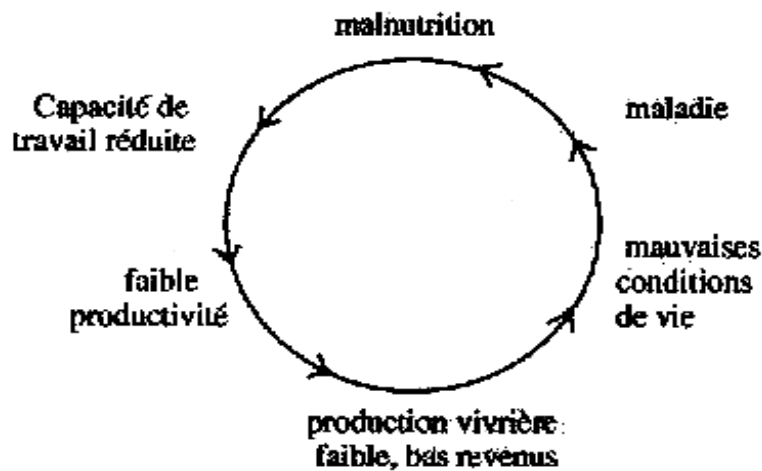 malnutrition
Capacité de
travail réduite
maladie
faible
productivité
mauvaises
conditions
de vie
production vivrière
faible, bas revenus